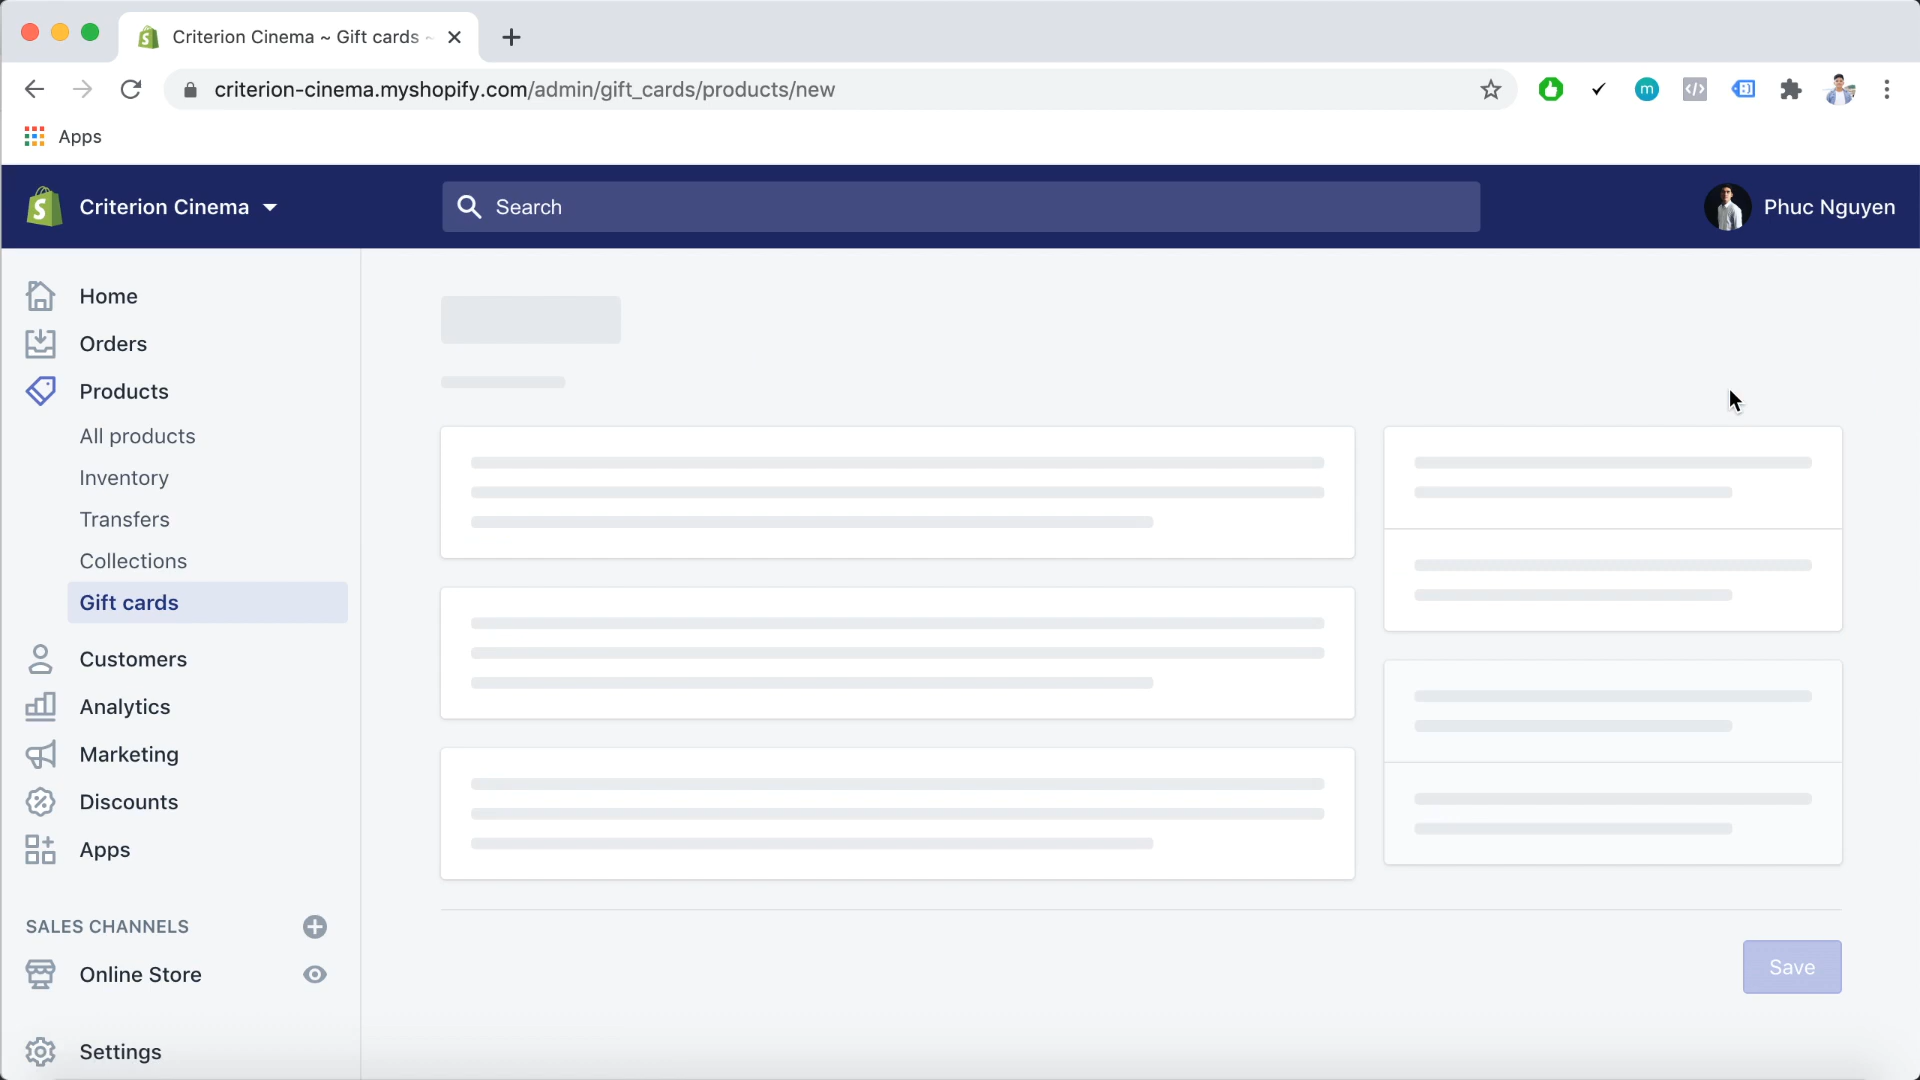 Criterion Cinema ~ Gift cards ~
criterion-cinema.myshopify.com/admin/gift_cards/products/new
m
Apps
Criterion Cinema
Search
Phuc Nguyen
Home
Orders
Products
All products
Inventory
Transfers
Collections
Gift cards
Customers
Analytics
Marketing
Discounts
Apps
SALES CHANNELS
Online Store
Save
Settings